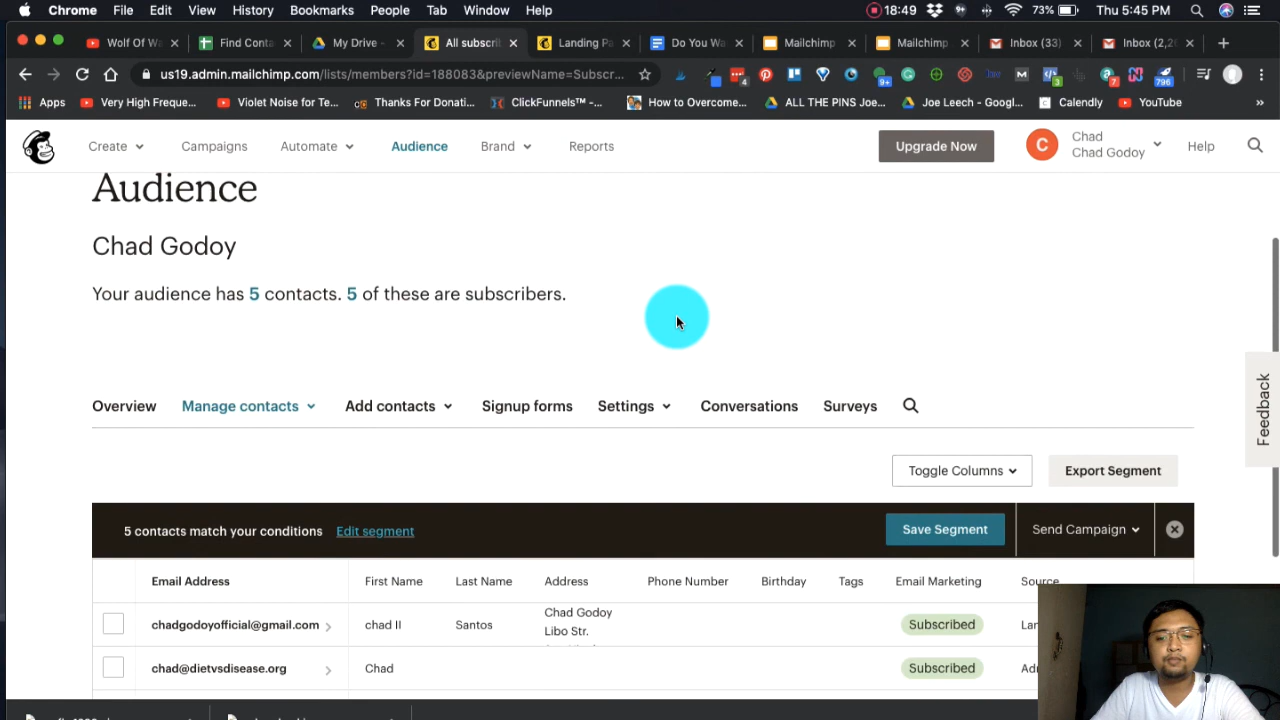 Chrome File Edit View History Bookmarks People Tab Window Help 18:49 73% Thu 5:45 PM
Wolf Of W Find Conta My Drive - All subscri Landing Pa Do You Wa Mailchimp Mailchimp Inbox (33) Inbox (2,2
us19.admin.mailchimp.com/lists/members?id=188083&previewName=Subscr...
Apps Very High Freque... Violet Noise for Te... Thanks For Donati... ClickFunnels™ -... How to Overcome... ALL THE PINS Joe... Joe Leech - Googl... Calendly YouTube »
Create Campaigns Automate Audience Brand Reports Upgrade Now C Chad Chad Godoy Help
Audience
Chad Godoy
Your audience has 5 contacts. 5 of these are subscribers.
Overview Manage contacts Add contacts Signup forms Settings Conversations Surveys
Feedback
Toggle Columns Export Segment
5 contacts match your conditions Edit segment Save Segment Send Campaign
Email Address First Name Last Name Address Phone Number Birthday Tags Email Marketing Source
chadgodoyofficial@gmail.com chad II Santos Chad Godoy Libo Str. Subscribed Lan
chad@dietvsdisease.org Chad Subscribed Ad